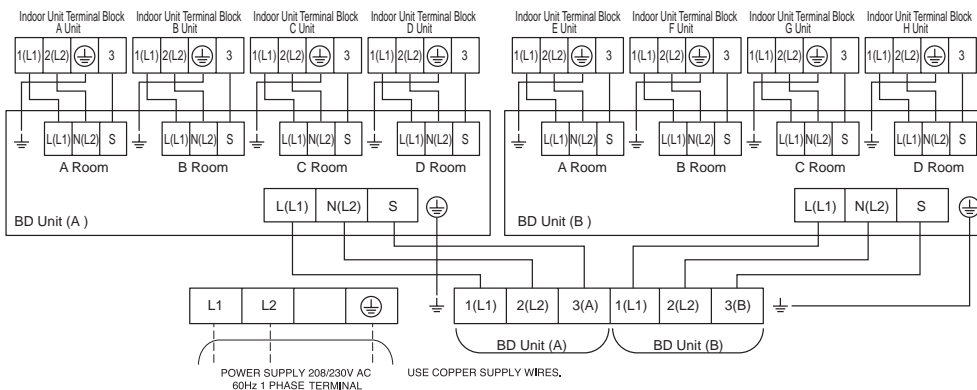 Indoor Unit Terminal Block Indoor Unit Terminal Block Indoor Unit Terminal Block Indoor Unit Terminal Block Indoor Unit Terminal Block Indoor Unit Terminal Block Indoor Unit Terminal Block Indoor Unit Terminal Block
A Unit B Unit C Unit D Unit E Unit F Unit G Unit H Unit
1(L1) 2(L2) 3 1(L1) 2(L2) 3 1(L1) 2(L2) 3 1(L1) 2(L2) 3 1(L1) 2(L2) 3 1(L1) 2(L2) 3 1(L1) 2(L2) 3 1(L1) 2(L2) 3
L(L1) N(L2) S L(L1) N(L2) S L(L1) N(L2) S L(L1) N(L2) S L(L1) N(L2) S L(L1) N(L2) S L(L1) N(L2) S L(L1) N(L2) S
A Room B Room C Room D Room A Room B Room C Room D Room
L(L1) N(L2) S L(L1) N(L2) S
BD Unit (A ) BD Unit (B )
L1 L2 1(L1) 2(L2) 3(A) 1(L1) 2(L2) 3(B)
BD Unit (A) BD Unit (B)
POWER SUPPLY 208/230V AC USE COPPER SUPPLY WIRES.
60Hz 1 PHASE TERMINAL